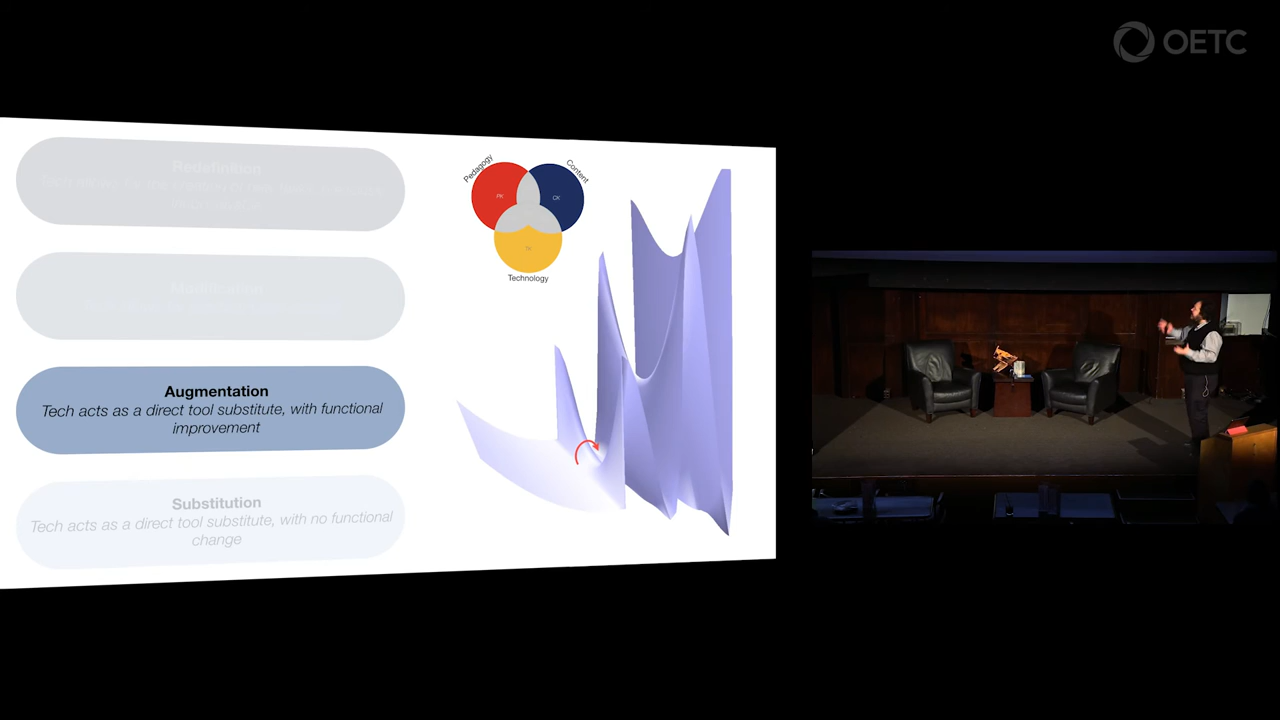 OETC
Redefinition
Modification
Augmentation
Tech acts as a direct tool substitute, with functional
improvement
Substitution
Tech acts as a direct tool substitute, with no functional
change
Pedagogy
Content
PK
CK
Technology